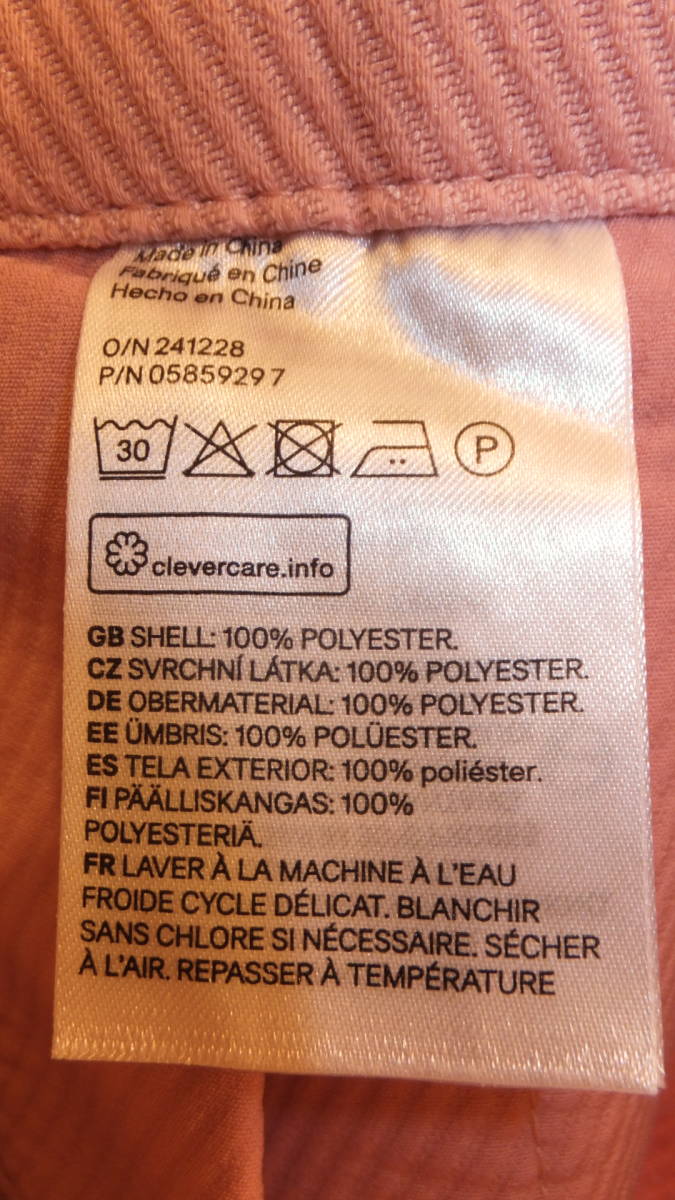 Made in China
Fabriqué en Chine
Hecho en China
O/N 241228
P/N 0585929 7
30
P
clevercare.info
GB SHELL: 100% POLYESTER.
CZ SVRCHNÍ LÁTKA: 100% POLYESTER.
DE OBERMATERIAL: 100% POLYESTER.
EE ÜMBRIS: 100% POLÜESTER.
ES TELA EXTERIOR: 100% poliéster.
FI PÄÄLLISKANGAS: 100%
POLYESTERIÄ.
FR LAVER À LA MACHINE À L'EAU
FROIDE CYCLE DÉLICAT. BLANCHIR
SANS CHLORE SI NÉCESSAIRE. SÉCHER
À L'AIR. REPASSER À TEMPÉRATURE